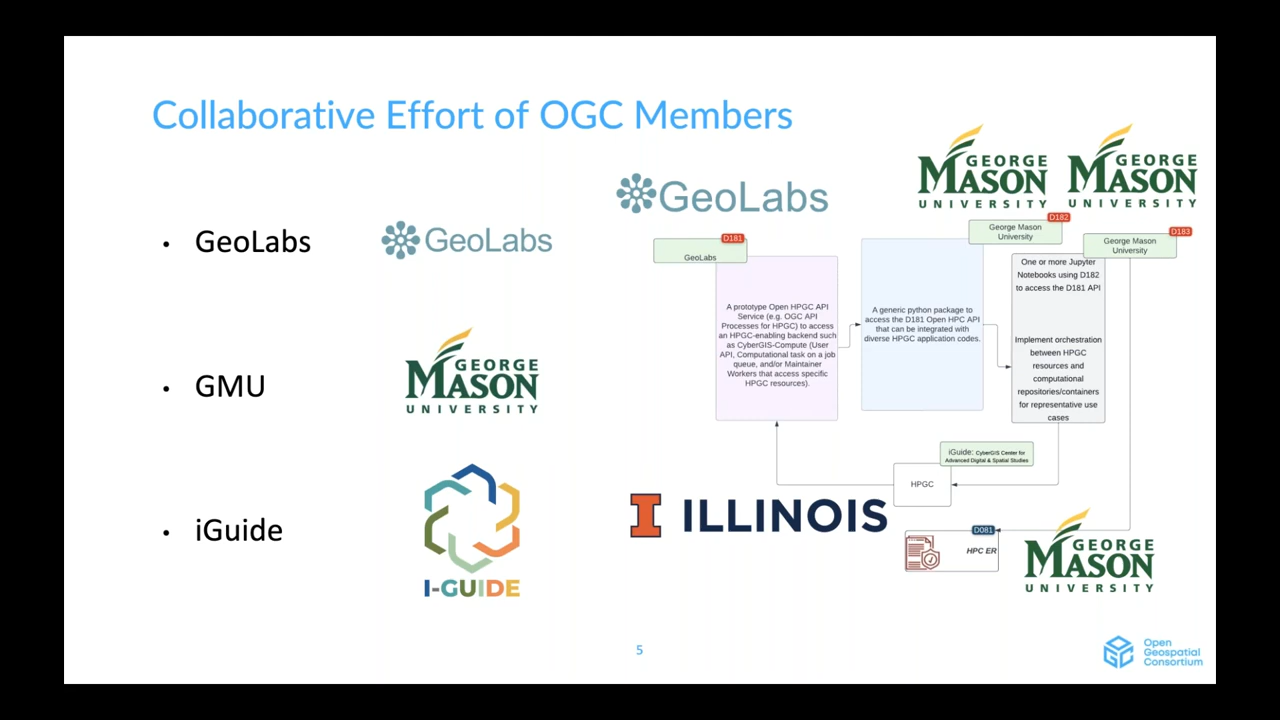 Collaborative Effort of OGC Members
• GeoLabs
GeoLabs
• GMU
GEORGE
MASON
UNIVERSITY
• iGuide
I-GUIDE
GeoLabs
GEORGE
MASON
UNIVERSITY
GEORGE
MASON
UNIVERSITY
D181
GeoLabs
A prototype Open HPGC API
Service (e.g. OGC API
Processes for HPGC) to access
an HPGC-enabling backend such
as CyberGIS-Compute (User
API, Computational task on a job
queue, and/or Maintainer
Workers that access specific
HPGC resources).
D182
George Mason
University
A generic python package to
access the D181 Open HPC API
that can be integrated with
diverse HPGC application codes.
D183
George Mason
University
One or more Jupyter
Notebooks using D182
to access the D181 API
Implement orchestration
between HPGC
resources and
computational
repositories/containers
for representative use
cases
iGuide: CyberGIS Center for
Advanced Digital & Spatial Studies
HPGC
I ILLINOIS
D081
HPC ER
GEORGE
MASON
UNIVERSITY
5
OGC
Open
Geospatial
Consortium